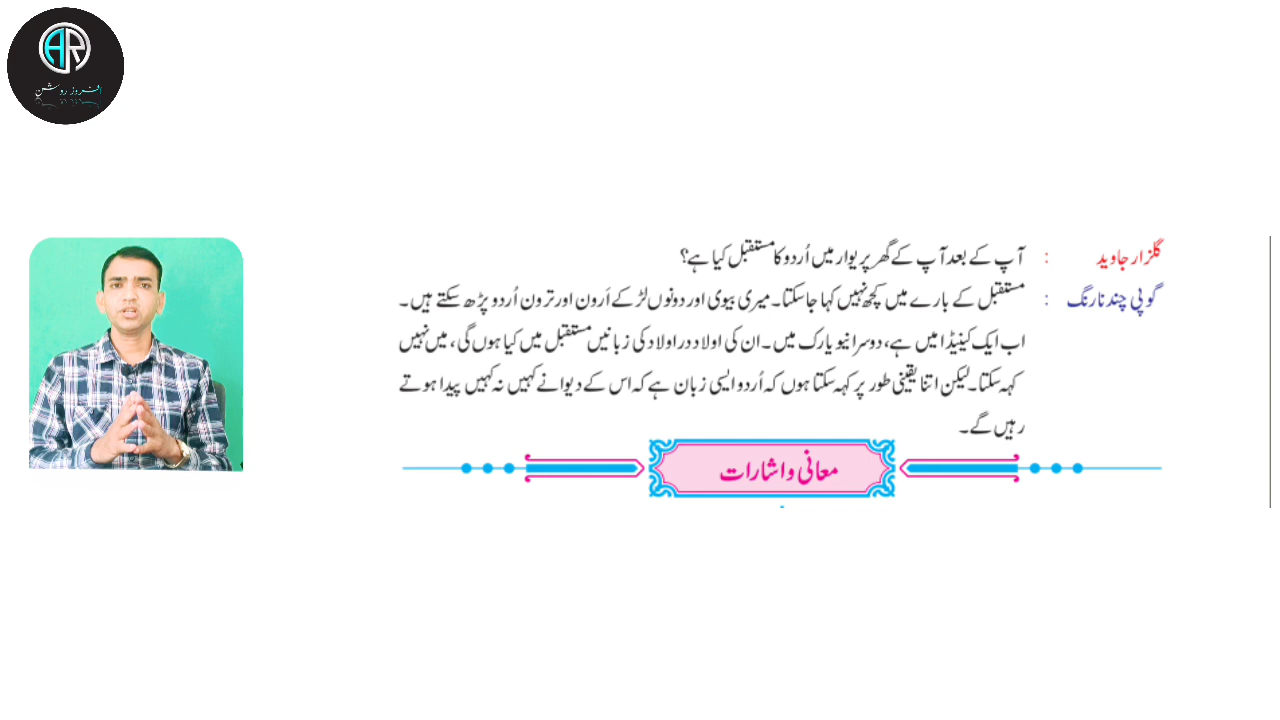 AR
افروز روشن
گلزار جاوید : آپ کے بعد آپ کے گھر پریوار میں اُردو کا مستقبل کیا ہے؟
گوپی چند نارنگ : مستقبل کے بارے میں کچھ نہیں کہا جاسکتا۔ میری بیوی اور دونوں لڑکے اَرون اور ترون اُردو پڑھ سکتے ہیں۔
اب ایک کینیڈا میں ہے، دوسرا نیویارک میں۔ ان کی اولاد در اولاد کی زبانیں مستقبل میں کیا ہوں گی، میں نہیں
کہہ سکتا۔ لیکن اتنا یقینی طور پر کہہ سکتا ہوں کہ اُردو ایسی زبان ہے کہ اس کے دیوانے کہیں نہ کہیں پیدا ہوتے
رہیں گے۔
معانی و اشارات